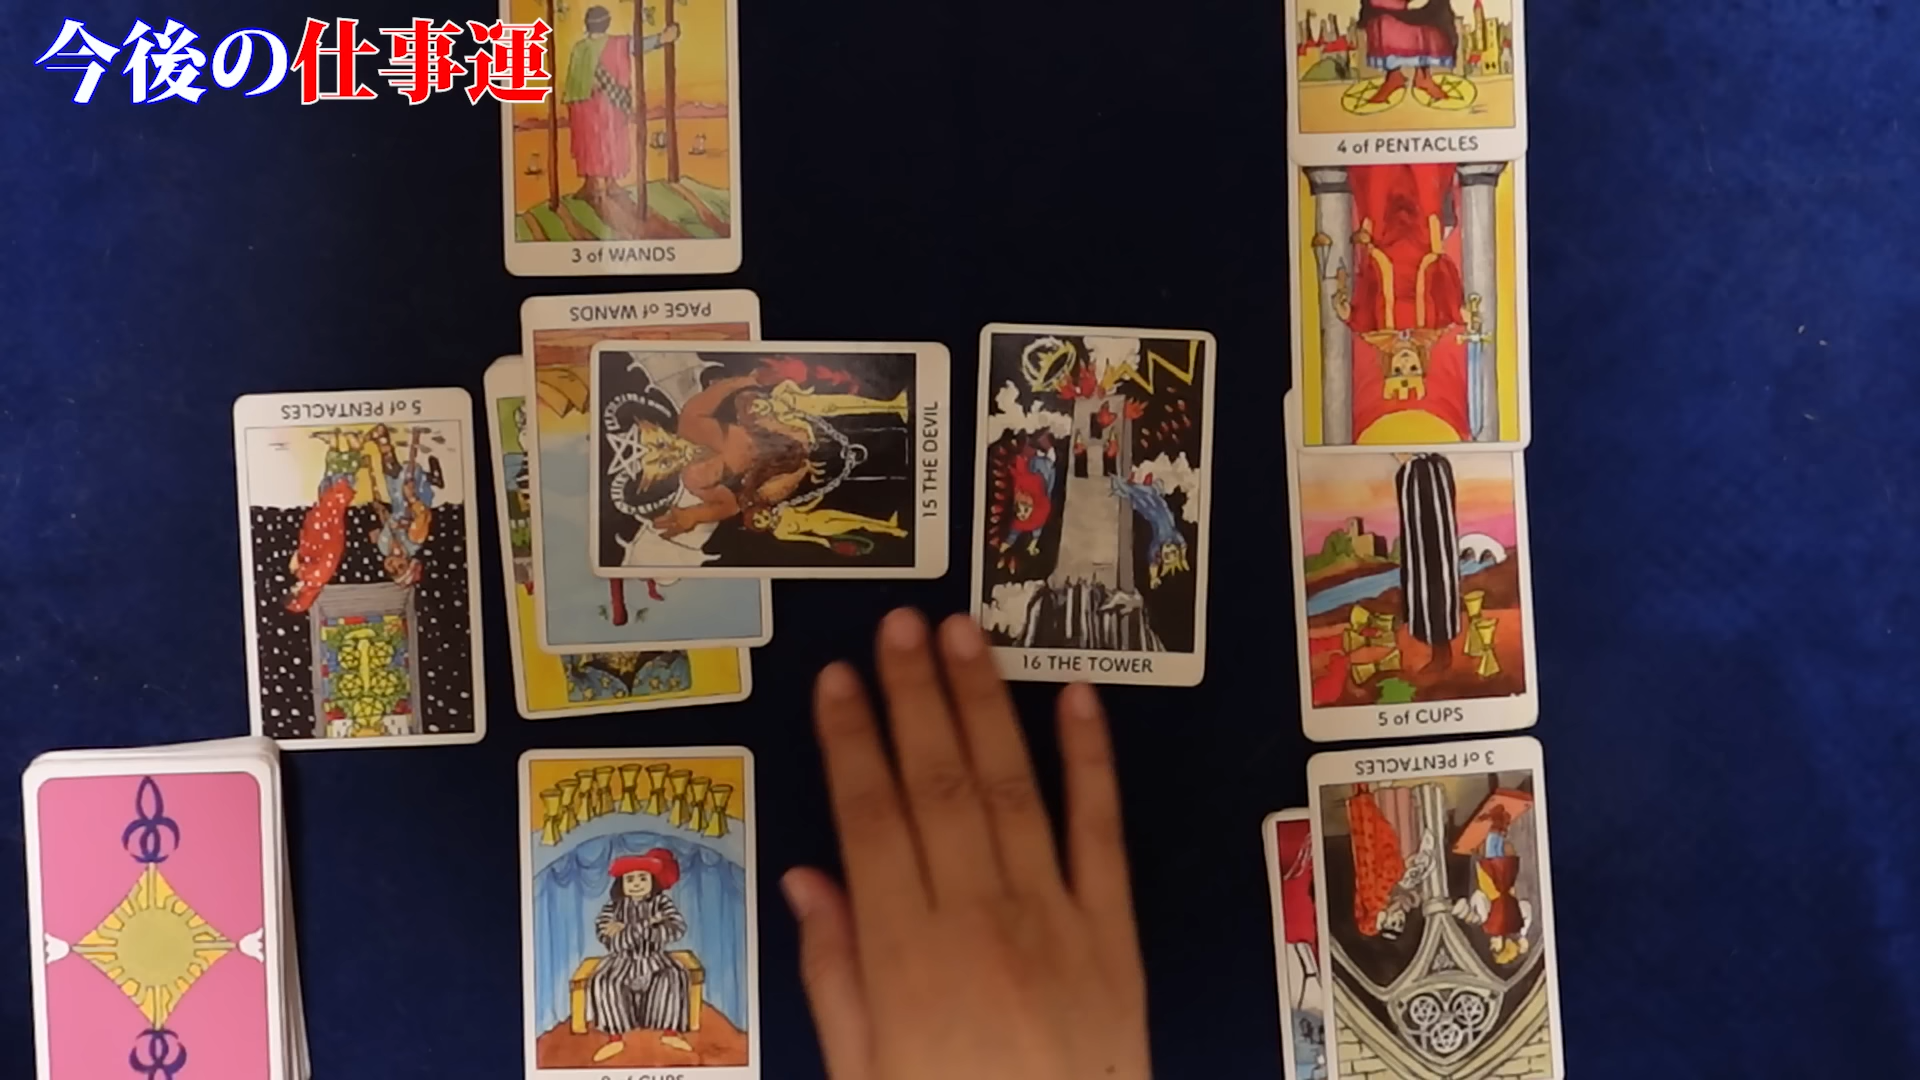 今後の仕事運
4 of PENTACLES
3 of WANDS
PAGE of WANDS
5 of PENTACLES
15 THE DEVIL
16 THE TOWER
5 of CUPS
3 of PENTACLES